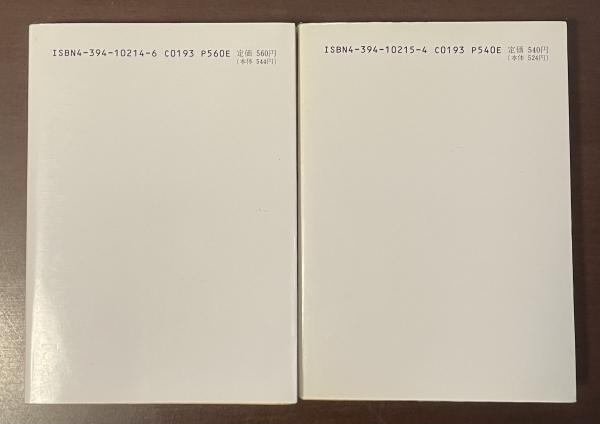 ISBN4-394-10214-6 C0193 P560E 定価 560円
(本体 544円)
ISBN4-394-10215-4 C0193 P540E 定価 540円
(本体 524円)